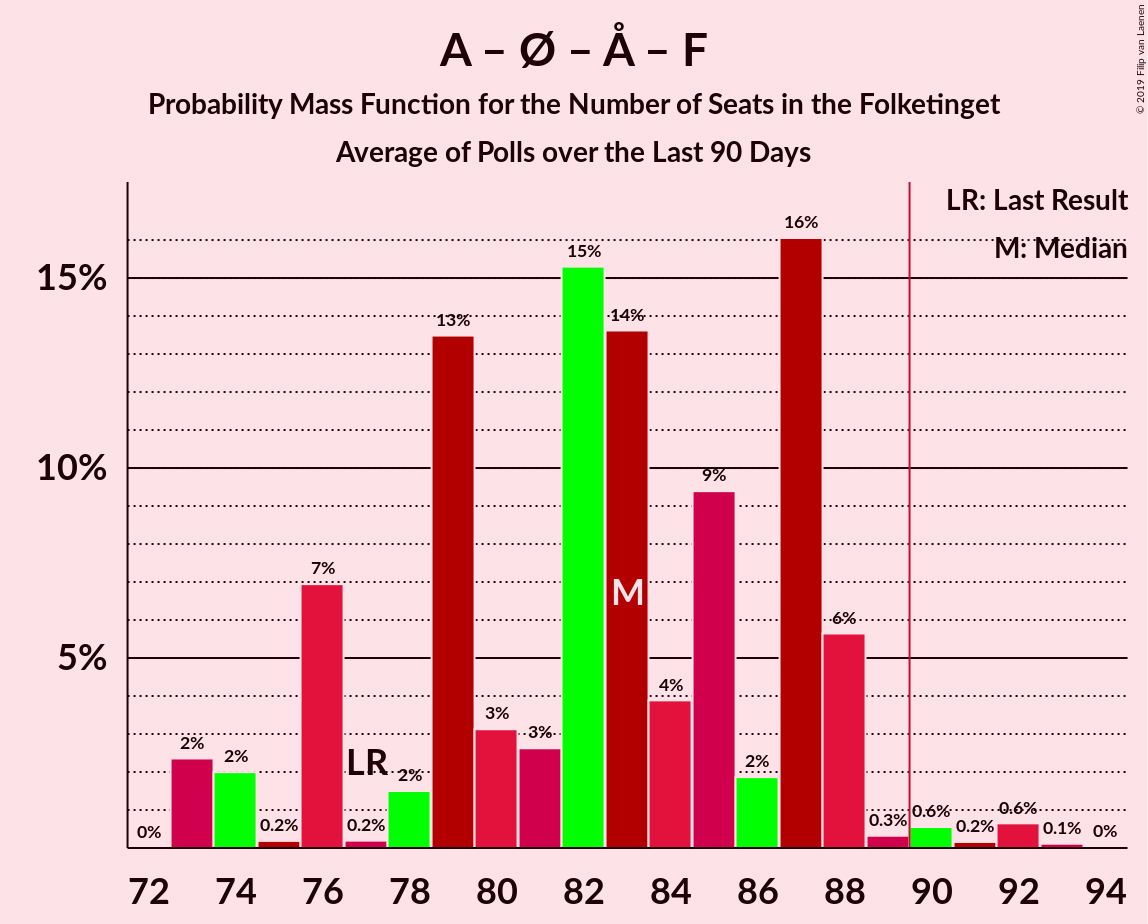 A – Ø – Å – F
Probability Mass Function for the Number of Seats in the Folketinget
Average of Polls over the Last 90 Days
© 2019 Filip van Laenen
LR: Last Result
M: Median
15%
10%
5%
0%
2%
2%
0.2%
7%
0.2%
2%
13%
3%
3%
15%
14%
4%
9%
2%
16%
6%
0.3%
0.6%
0.2%
0.6%
0.1%
0%
LR
M
72 74 76 78 80 82 84 86 88 90 92 94